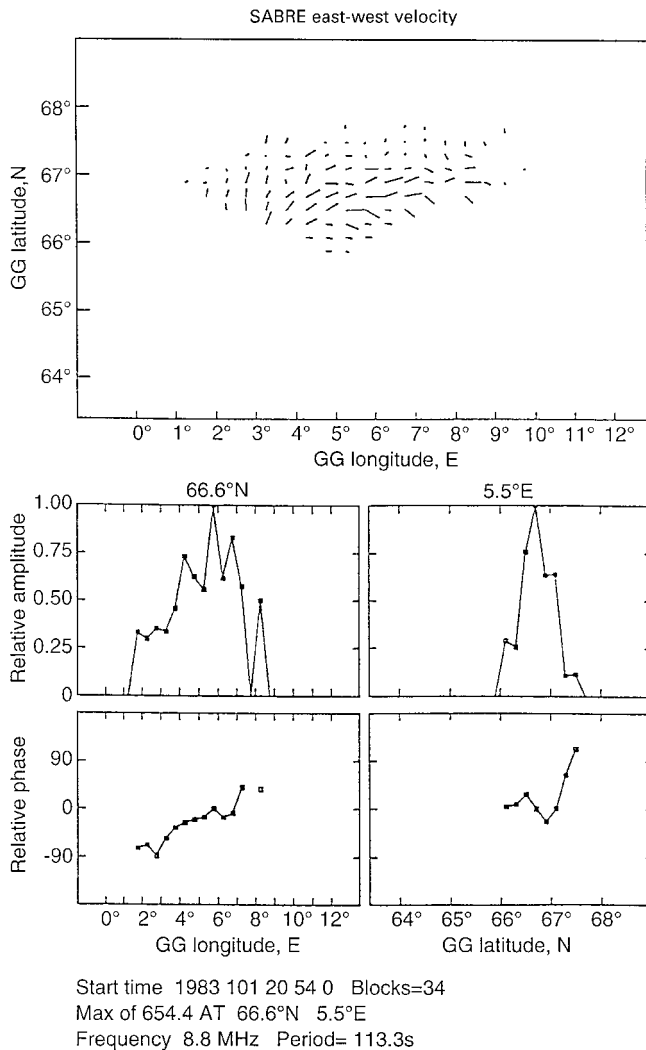 SABRE east-west velocity
GG latitude,N
68°
67°
66°
65°
64°
0° 1° 2° 3° 4° 5° 6° 7° 8° 9° 10° 11° 12°
GG longitude, E
66.6°N
5.5°E
Relative amplitude
1.00
0.75
0.50
0.25
0
Relative phase
90
0
-90
0° 2° 4° 6° 8° 10° 12°
GG longitude, E
64° 65° 66° 67° 68°
GG latitude, N
Start time 1983 101 20 54 0 Blocks=34
Max of 654.4 AT 66.6°N 5.5°E
Frequency 8.8 MHz Period= 113.3s